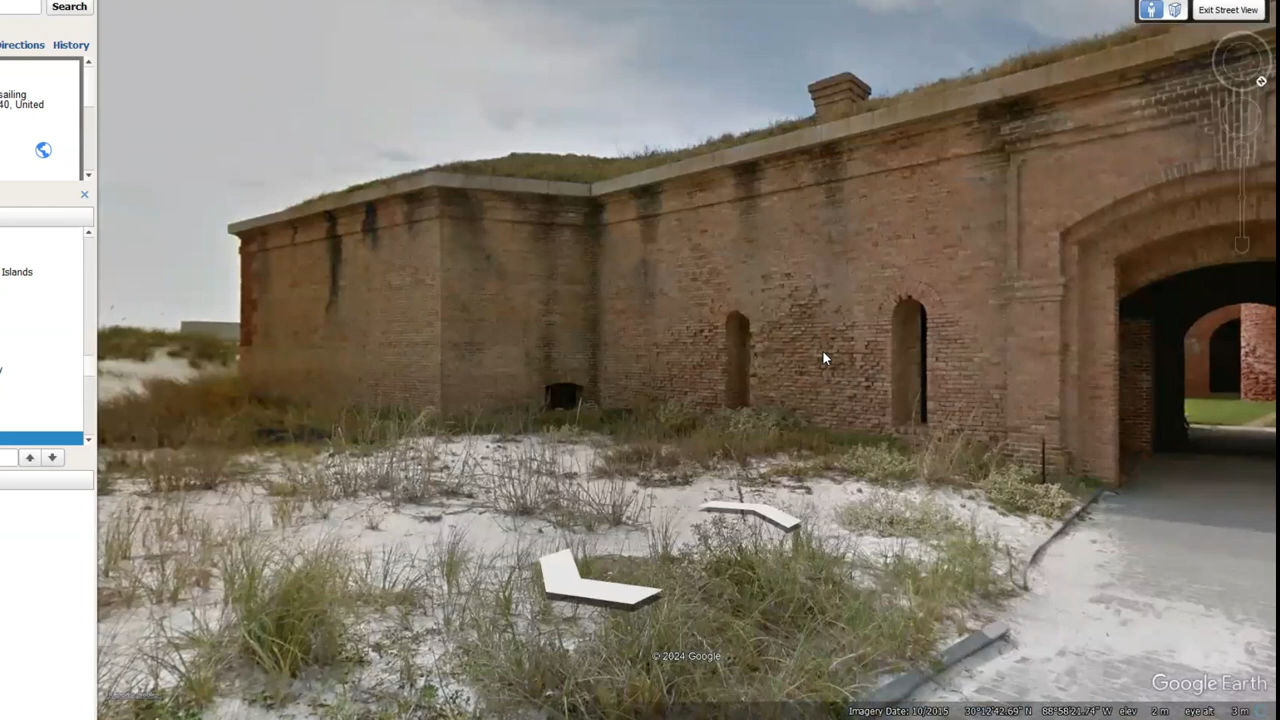 Search
Exit Street View
Directions History
sailing
40, United
Islands
y
© 2024 Google
Google Earth
Imagery Date: 10/2015 30°12'42.69" N 88°58'21.74" W elev 2 m eye alt 3 m